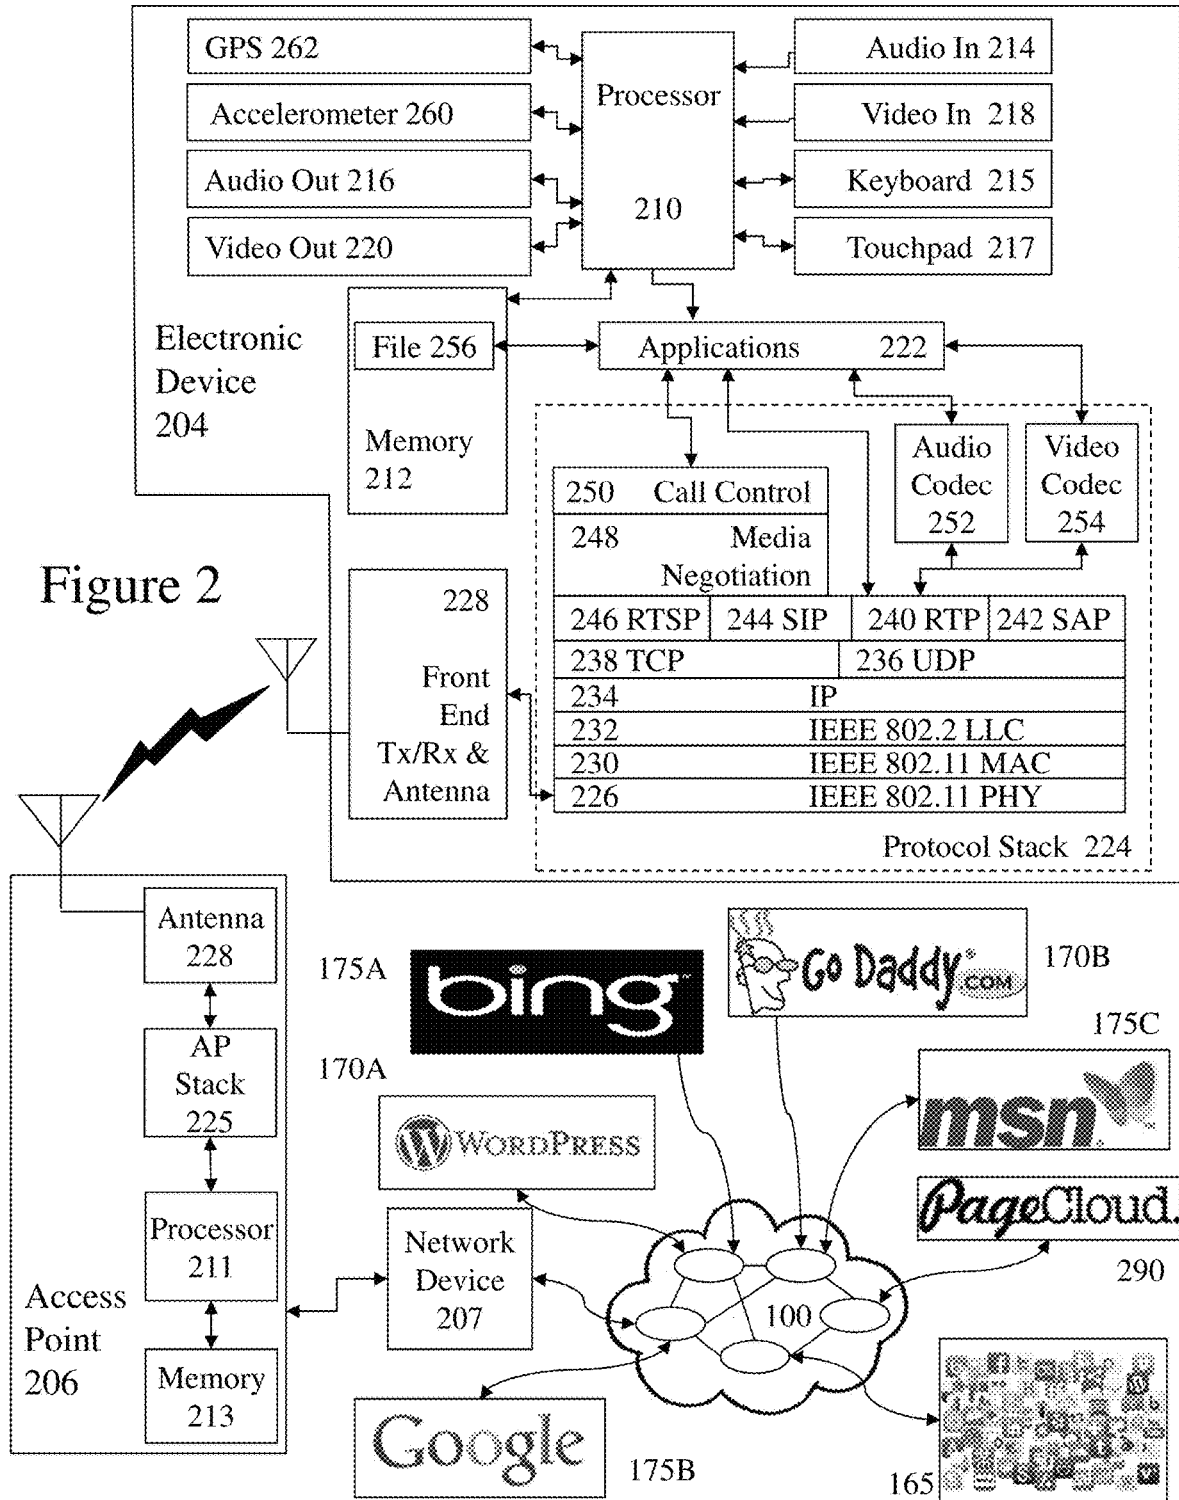 GPS 262
Accelerometer 260
Audio Out 216
Video Out 220
Processor
210
Audio In 214
Video In 218
Keyboard 215
Touchpad 217
Electronic
Device
204
File 256
Memory
212
Applications 222
Audio
Codec
252
Video
Codec
254
250 Call Control
248 Media
Negotiation
246 RTSP
244 SIP
240 RTP
242 SAP
238 TCP
236 UDP
234 IP
232 IEEE 802.2 LLC
230 IEEE 802.11 MAC
226 IEEE 802.11 PHY
Protocol Stack 224
Figure 2
228
Front
End
Tx/Rx &
Antenna
Antenna
228
AP
Stack
225
Processor
211
Memory
213
Access
Point
206
175A
bing
170B
Go Daddy.com
175C
msn
170A
WORDPRESS
PageCloud.
290
Network
Device
207
100
Google
175B
165